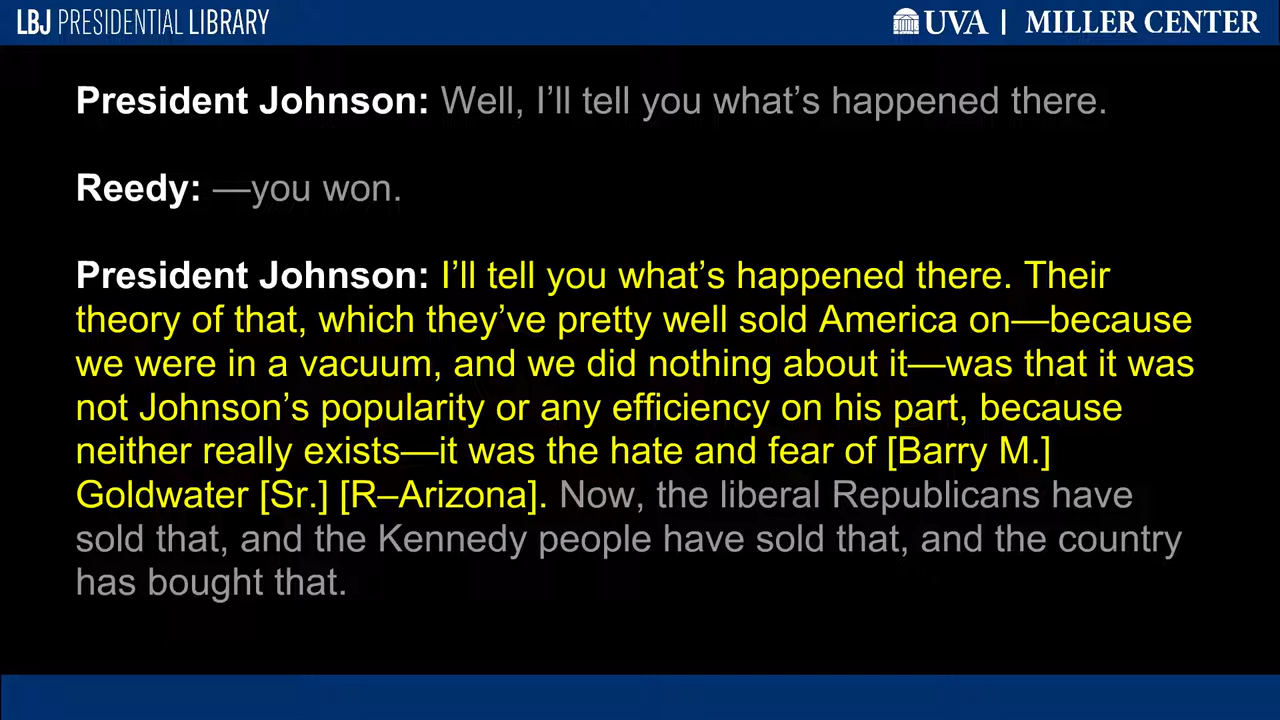 LBJ PRESIDENTIAL LIBRARY
UVA | MILLER CENTER
President Johnson: Well, I’ll tell you what’s happened there.
Reedy: —you won.
President Johnson: I’ll tell you what’s happened there. Their
theory of that, which they’ve pretty well sold America on—because
we were in a vacuum, and we did nothing about it—was that it was
not Johnson’s popularity or any efficiency on his part, because
neither really exists—it was the hate and fear of [Barry M.]
Goldwater [Sr.] [R–Arizona]. Now, the liberal Republicans have
sold that, and the Kennedy people have sold that, and the country
has bought that.